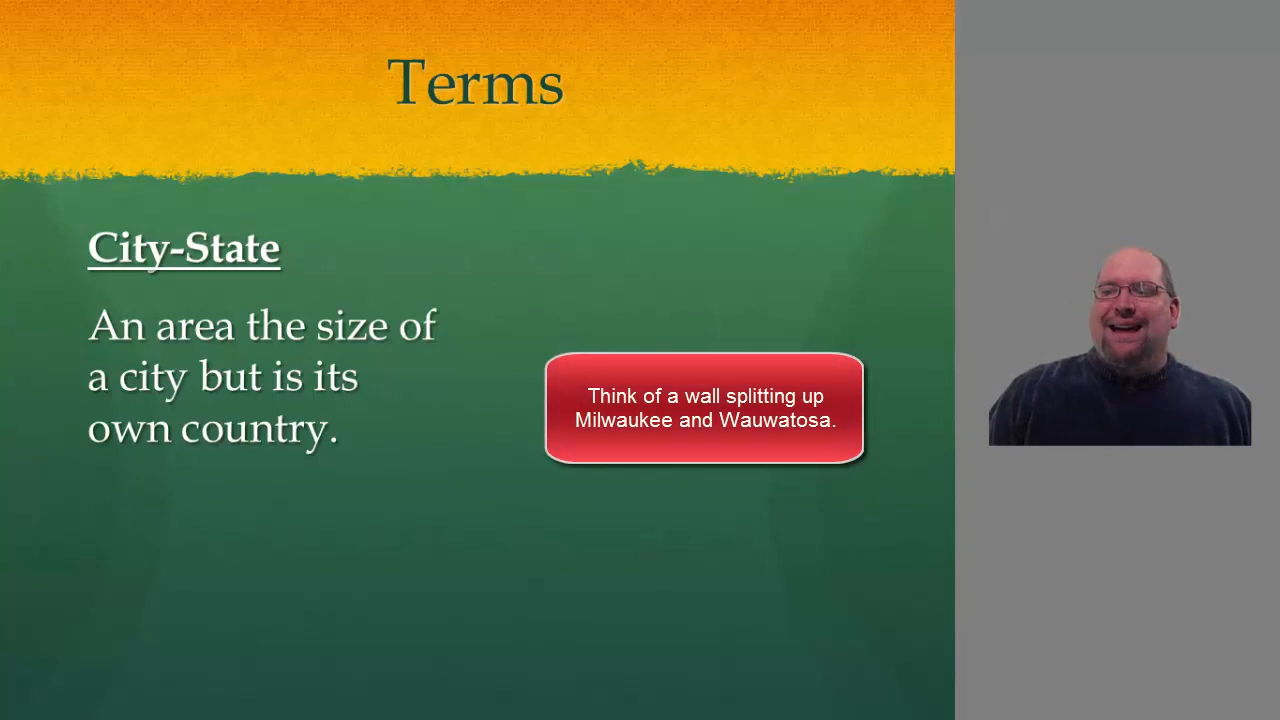 Terms
City-State
An area the size of
a city but is its
own country.
Think of a wall splitting up
Milwaukee and Wauwatosa.